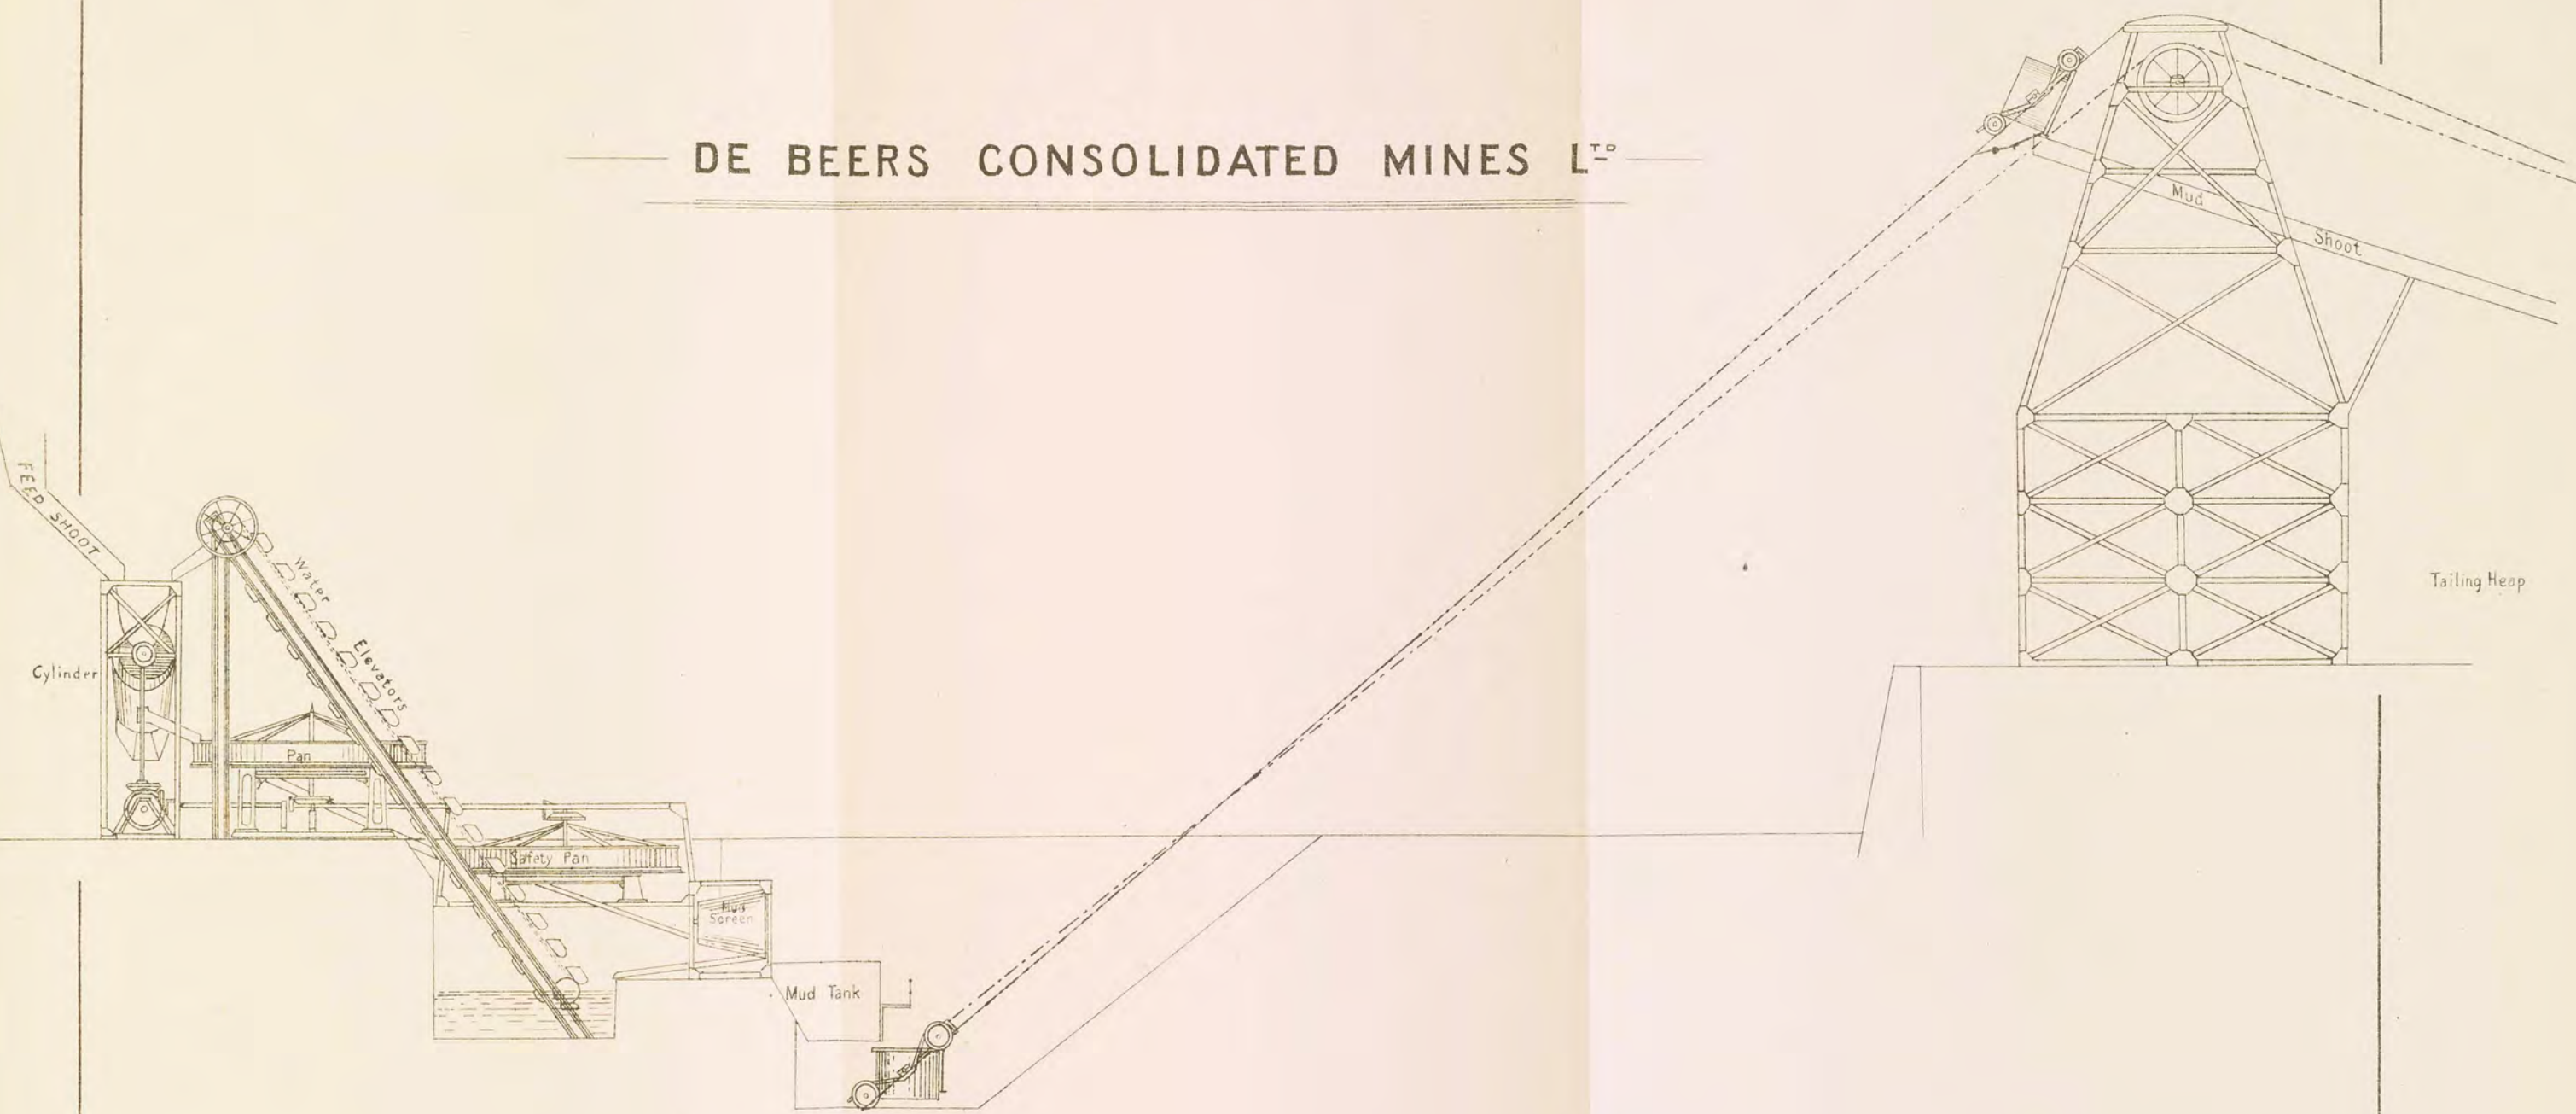 DE BEERS CONSOLIDATED MINES LTD
Mud Shoot
FEED SHOOT
Water Elevators
Tailing Heap
Cylinder
Pan
Safety Pan
Mud
Screen
Mud Tank